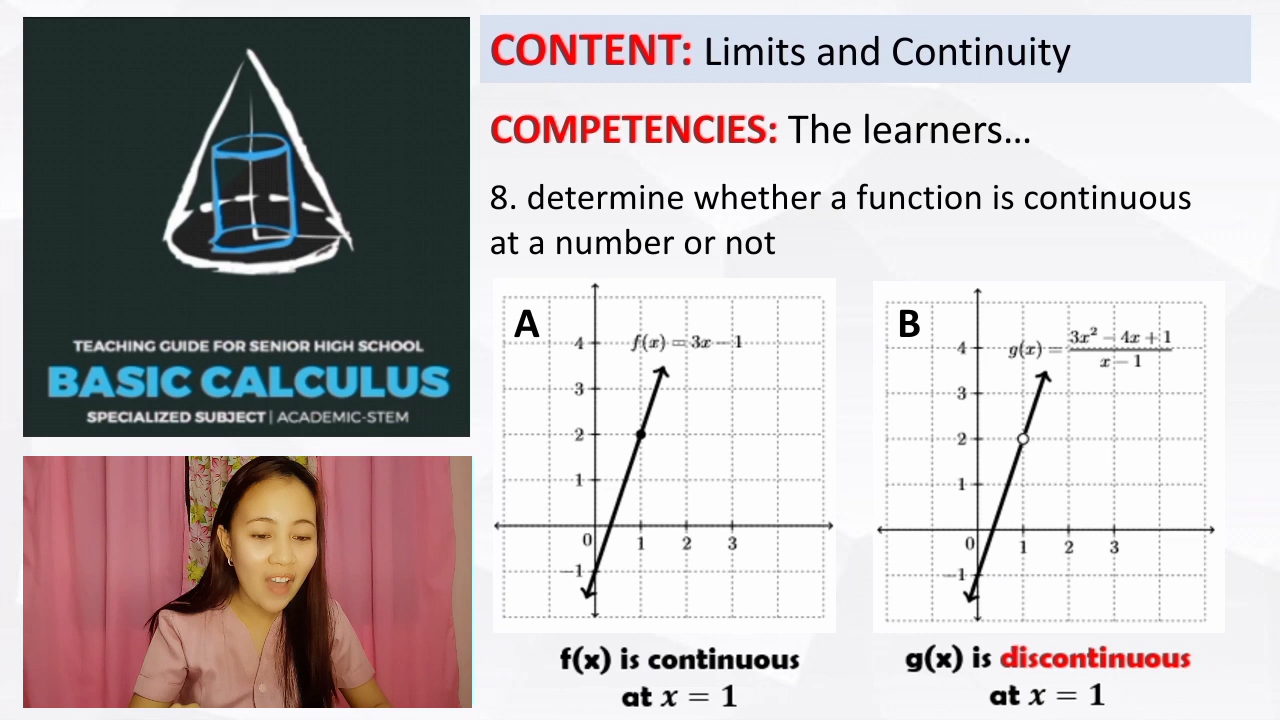 TEACHING GUIDE FOR SENIOR HIGH SCHOOL
BASIC CALCULUS
SPECIALIZED SUBJECT | ACADEMIC-STEM
CONTENT: Limits and Continuity
COMPETENCIES: The learners...
8. determine whether a function is continuous
at a number or not
A
f(x) = 3x − 1
4
3
2
1
0 1 2 3
−1
f(x) is continuous
at x = 1
B
g(x) = (3x² − 4x + 1)/(x − 1)
4
3
2
1
0 1 2 3
−1
g(x) is discontinuous
at x = 1